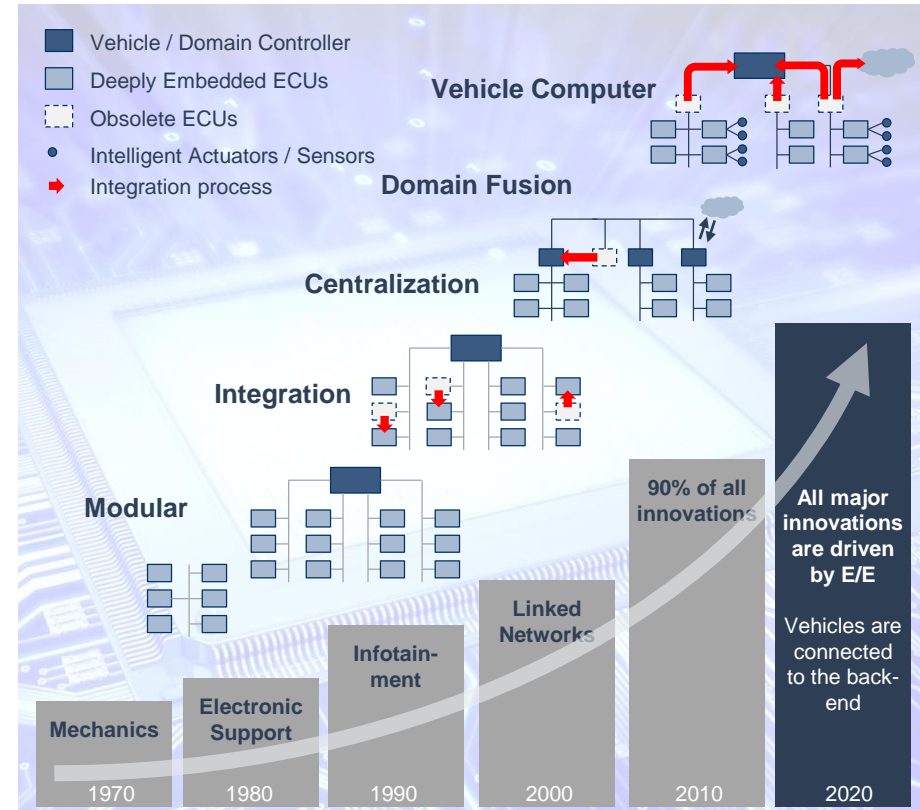 Vehicle / Domain Controller
Deeply Embedded ECUs
Obsolete ECUs
Intelligent Actuators / Sensors
Integration process
Vehicle Computer
Domain Fusion
Centralization
Integration
Modular
Mechanics
1970
Electronic
Support
1980
Infotain-
ment
1990
Linked
Networks
2000
90% of all
innovations
2010
All major
innovations
are driven
by E/E
Vehicles are
connected
to the back-
end
2020